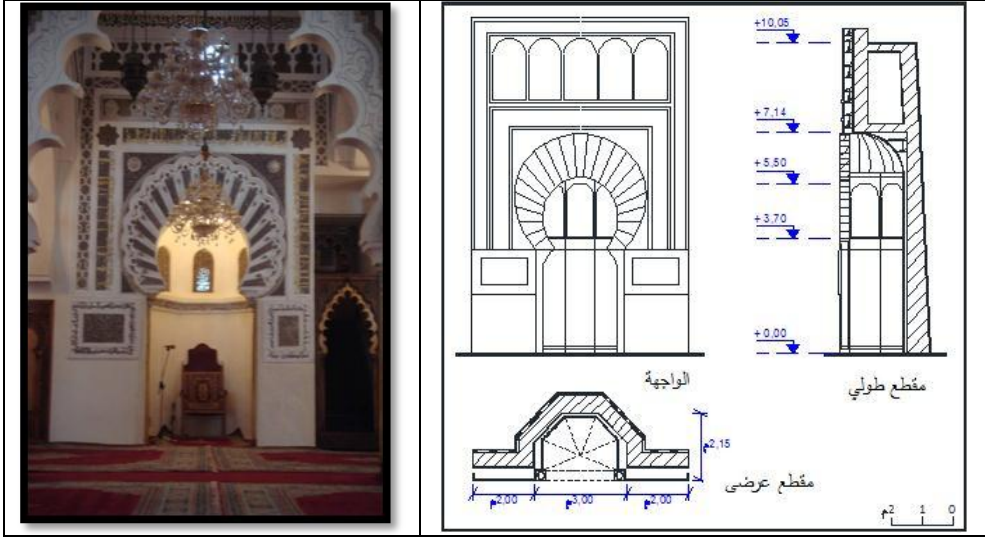 +10,05
+7,14
+5,50
+3,70
+0,00
الواجهة
مقطع طولي
2,15م
مقطع عرضي
2,00م
3,00م
2,00م
2م 1 0